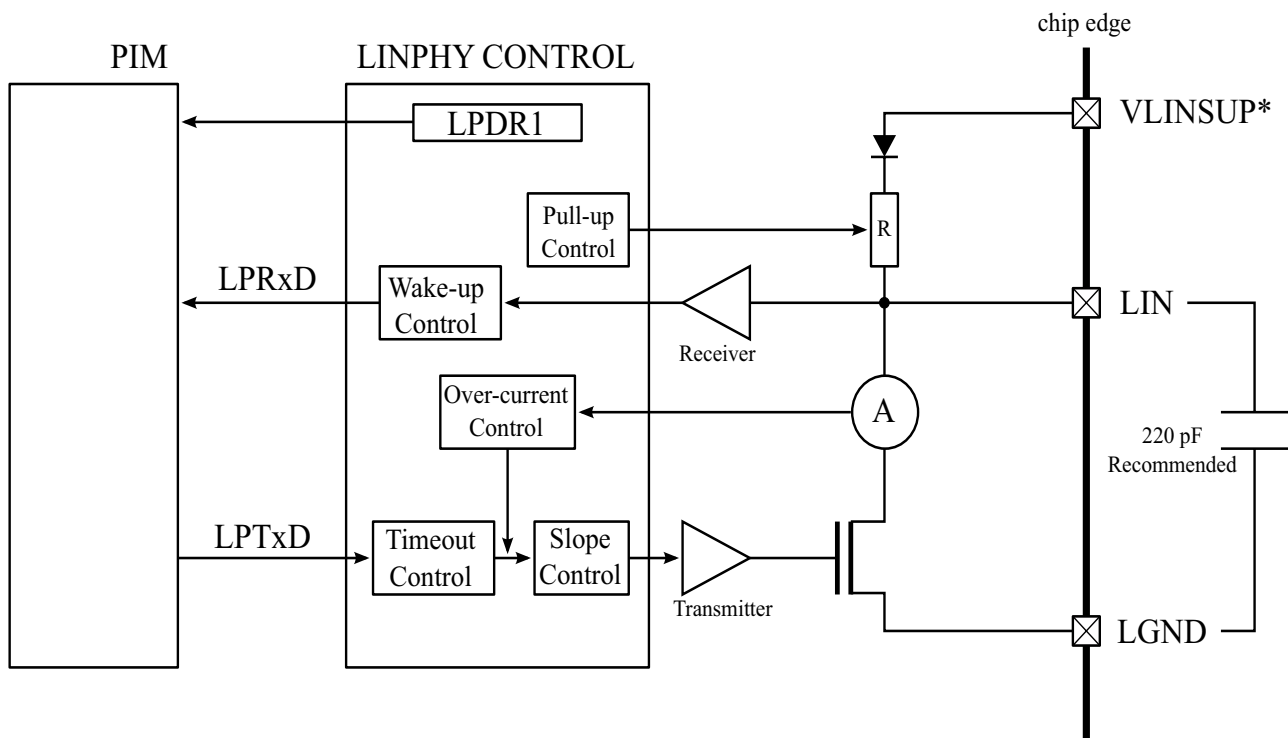 chip edge
PIM
LINPHY CONTROL
VLINSUP*
LPDR1
Pull-up
Control
R
LPRxD
Wake-up
Control
Receiver
LIN
Over-current
Control
A
220 pF
Recommended
LPTxD
Timeout
Control
Slope
Control
Transmitter
LGND